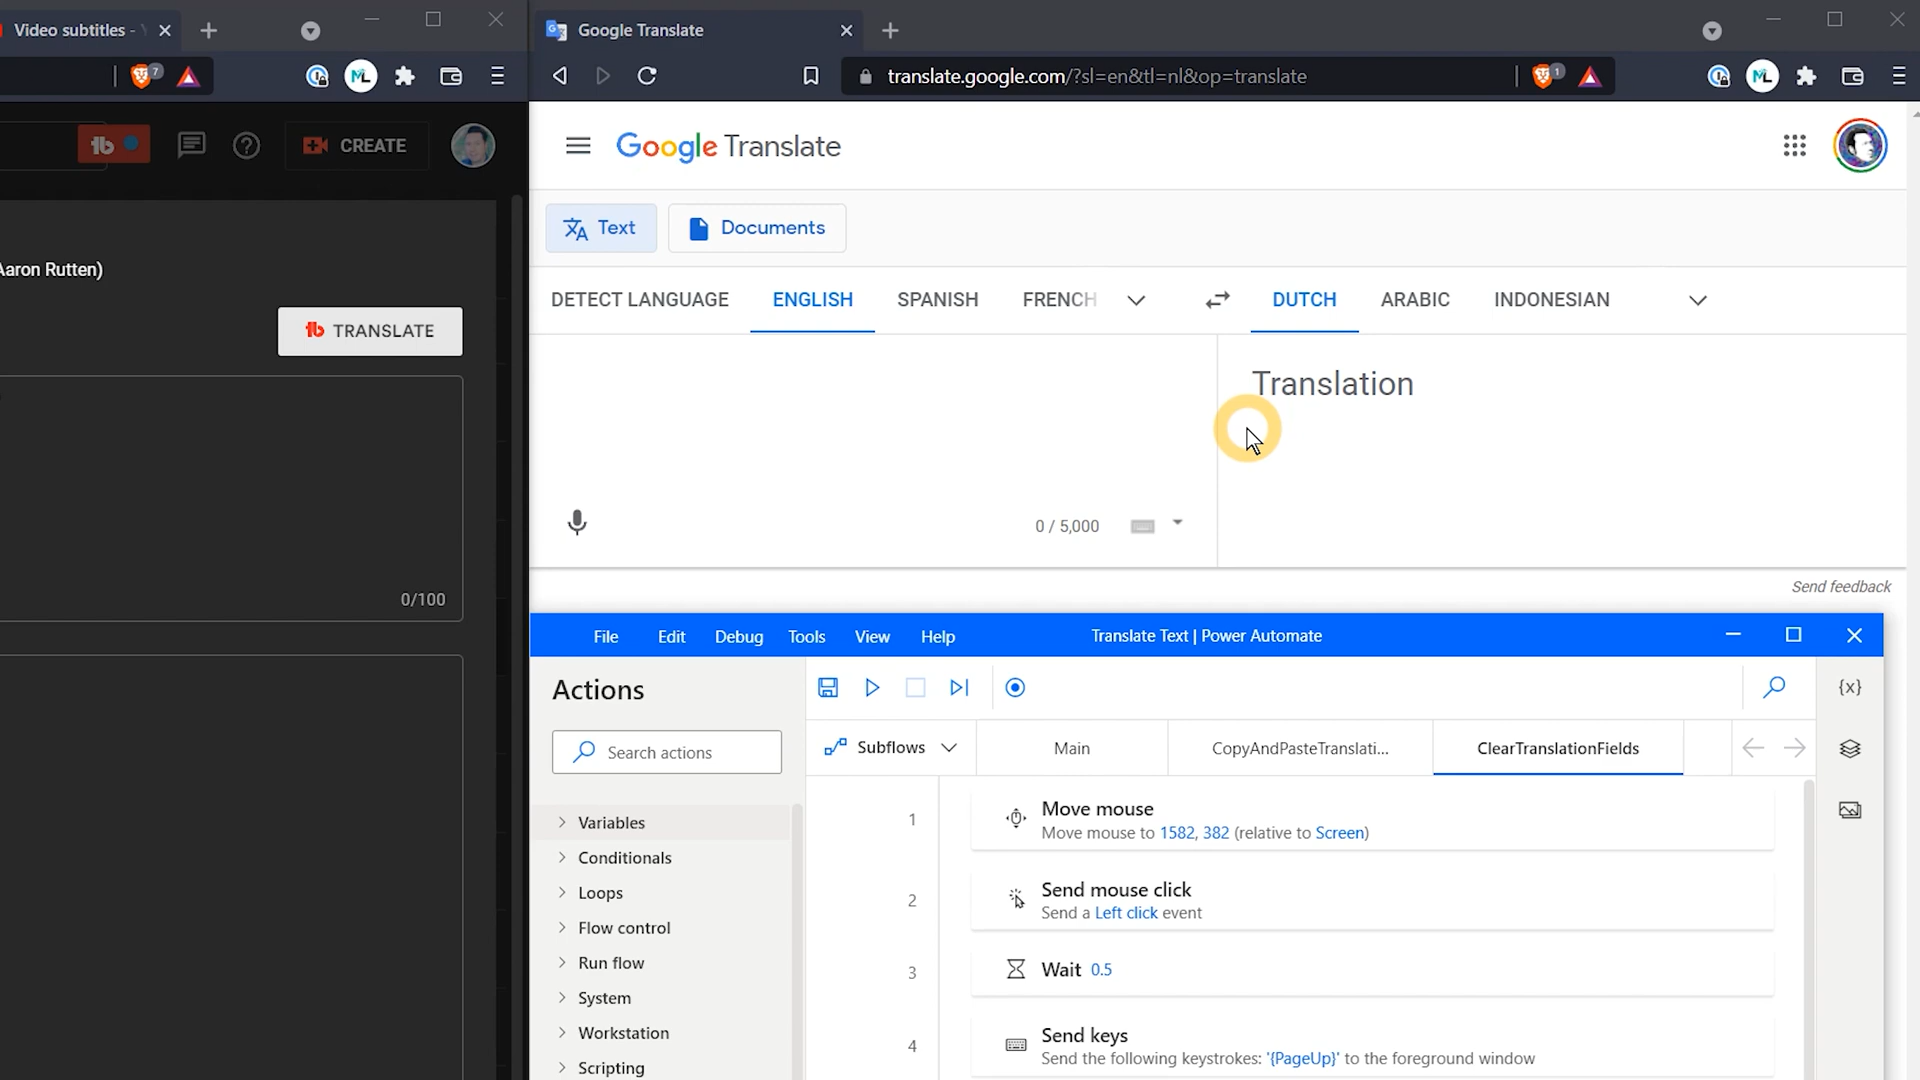 Video subtitles -
7
ML
CREATE
Aaron Rutten)
TRANSLATE
0/100
Google Translate
translate.google.com/?sl=en&tl=nl&op=translate
1
ML
Google Translate
Text
Documents
DETECT LANGUAGE
ENGLISH
SPANISH
FRENCH
DUTCH
ARABIC
INDONESIAN
Translation
0 / 5,000
Send feedback
File
Edit
Debug
Tools
View
Help
Translate Text | Power Automate
Actions
Search actions
Variables
Conditionals
Loops
Flow control
Run flow
System
Workstation
Scripting
{x}
Subflows
Main
CopyAndPasteTranslati...
ClearTranslationFields
1
Move mouse
Move mouse to 1582, 382 (relative to Screen)
2
Send mouse click
Send a Left click event
3
Wait 0.5
4
Send keys
Send the following keystrokes: '{PageUp}' to the foreground window